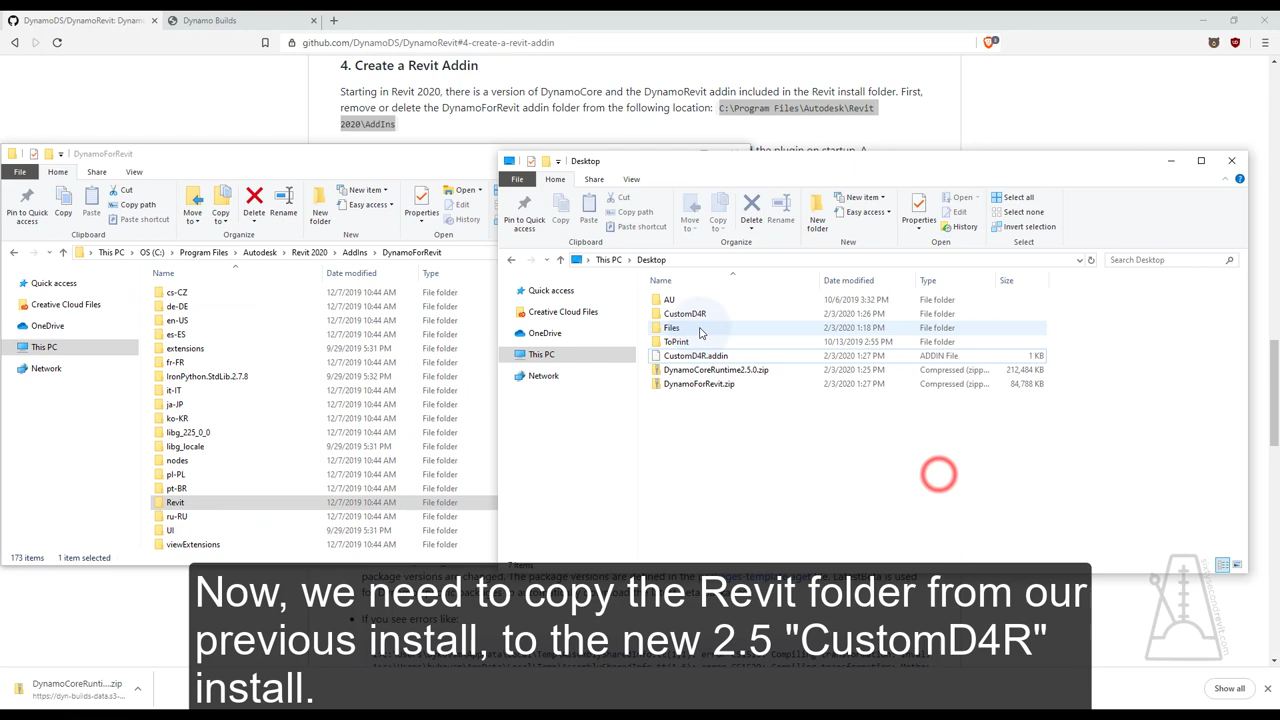 DynamoDS/DynamoRevit: Dynamo
Dynamo Builds
github.com/DynamoDS/DynamoRevit#4-create-a-revit-addin
4. Create a Revit Addin
Starting in Revit 2020, there is a version of DynamoCore and the DynamoRevit addin included in the Revit install folder. First,
remove or delete the DynamoForRevit addin folder from the following location: C:\Program Files\Autodesk\Revit
2020\AddIns
DynamoForRevit
File Home Share View
Pin to Quick access
Copy
Paste
Cut
Copy path
Paste shortcut
Clipboard
Move to
Copy to
Delete
Rename
Organize
New folder
New item
Easy access
New
Properties
Open
Edit
History
Open
This PC > OS (C:) > Program Files > Autodesk > Revit 2020 > AddIns > DynamoForRevit
Quick access
Creative Cloud Files
OneDrive
This PC
Network
Name Date modified Type
cs-CZ 12/7/2019 10:44 AM File folder
de-DE 12/7/2019 10:44 AM File folder
en-US 12/7/2019 10:44 AM File folder
es-ES 12/7/2019 10:44 AM File folder
extensions 12/7/2019 10:44 AM File folder
fr-FR 12/7/2019 10:44 AM File folder
IronPython.StdLib.2.7.8 9/29/2019 5:32 PM File folder
it-IT 12/7/2019 10:44 AM File folder
ja-JP 12/7/2019 10:44 AM File folder
ko-KR 12/7/2019 10:44 AM File folder
libg_225_0_0 12/7/2019 10:44 AM File folder
libg_locale 9/29/2019 5:31 PM File folder
nodes 12/7/2019 10:44 AM File folder
pl-PL 12/7/2019 10:44 AM File folder
pt-BR 12/7/2019 10:44 AM File folder
Revit 12/7/2019 10:44 AM File folder
ru-RU 12/7/2019 10:44 AM File folder
UI 9/29/2019 5:31 PM File folder
viewExtensions 12/7/2019 10:44 AM File folder
173 items 1 item selected
the plugin on startup. A
Desktop
File Home Share View
Pin to Quick access
Copy
Paste
Cut
Copy path
Paste shortcut
Clipboard
Move to
Copy to
Delete
Rename
Organize
New folder
New item
Easy access
New
Properties
Open
Edit
History
Open
Select all
Select none
Invert selection
Select
This PC > Desktop
Search Desktop
Quick access
Creative Cloud Files
OneDrive
This PC
Network
Name Date modified Type Size
AU 10/6/2019 3:32 PM File folder
CustomD4R 2/3/2020 1:26 PM File folder
Files 2/3/2020 1:18 PM File folder
ToPrint 10/13/2019 2:55 PM File folder
CustomD4R.addin 2/3/2020 1:27 PM ADDIN File 1 KB
DynamoCoreRuntime2.5.0.zip 2/3/2020 1:25 PM Compressed (zipp... 212,484 KB
DynamoForRevit.zip 2/3/2020 1:27 PM Compressed (zipp... 84,788 KB
Now, we need to copy the Revit folder from our
previous install, to the new 2.5 "CustomD4R"
install.
If you see errors like:
DynamoCoreRunti....zip
https://dyn-builds-data.s3-
Show all